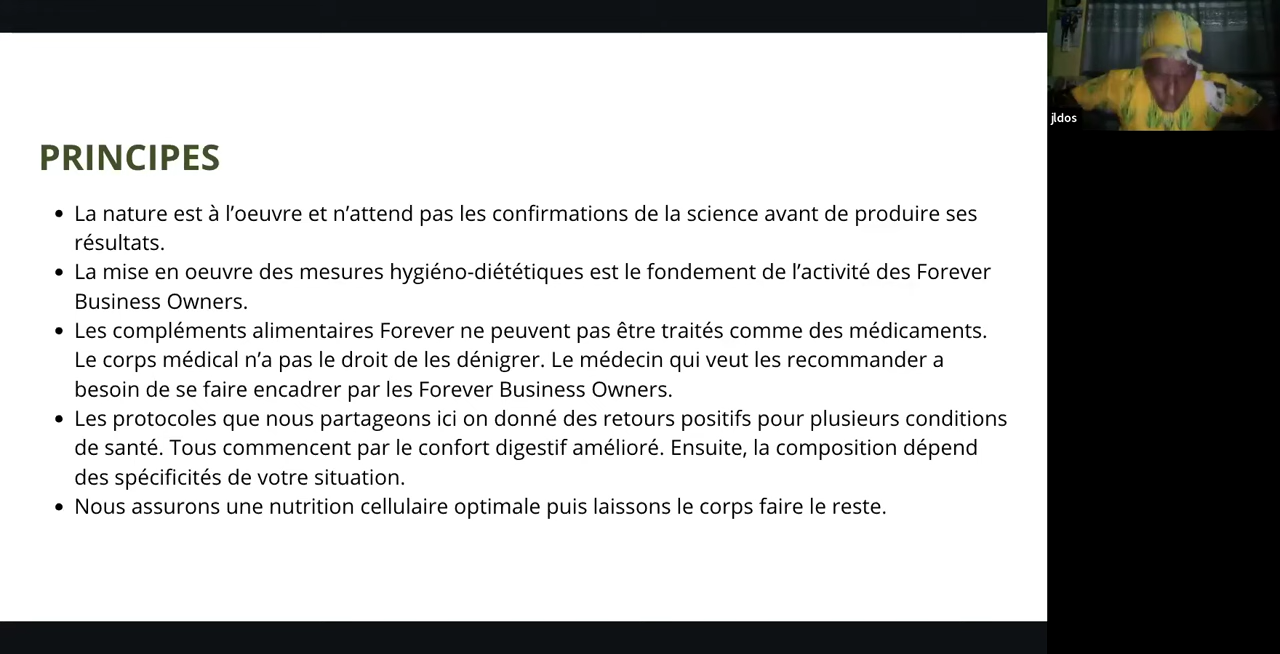 PRINCIPES
• La nature est à l’oeuvre et n’attend pas les confirmations de la science avant de produire ses
résultats.
• La mise en oeuvre des mesures hygiéno-diététiques est le fondement de l’activité des Forever
Business Owners.
• Les compléments alimentaires Forever ne peuvent pas être traités comme des médicaments.
Le corps médical n’a pas le droit de les dénigrer. Le médecin qui veut les recommander a
besoin de se faire encadrer par les Forever Business Owners.
• Les protocoles que nous partageons ici on donné des retours positifs pour plusieurs conditions
de santé. Tous commencent par le confort digestif amélioré. Ensuite, la composition dépend
des spécificités de votre situation.
• Nous assurons une nutrition cellulaire optimale puis laissons le corps faire le reste.
jldos